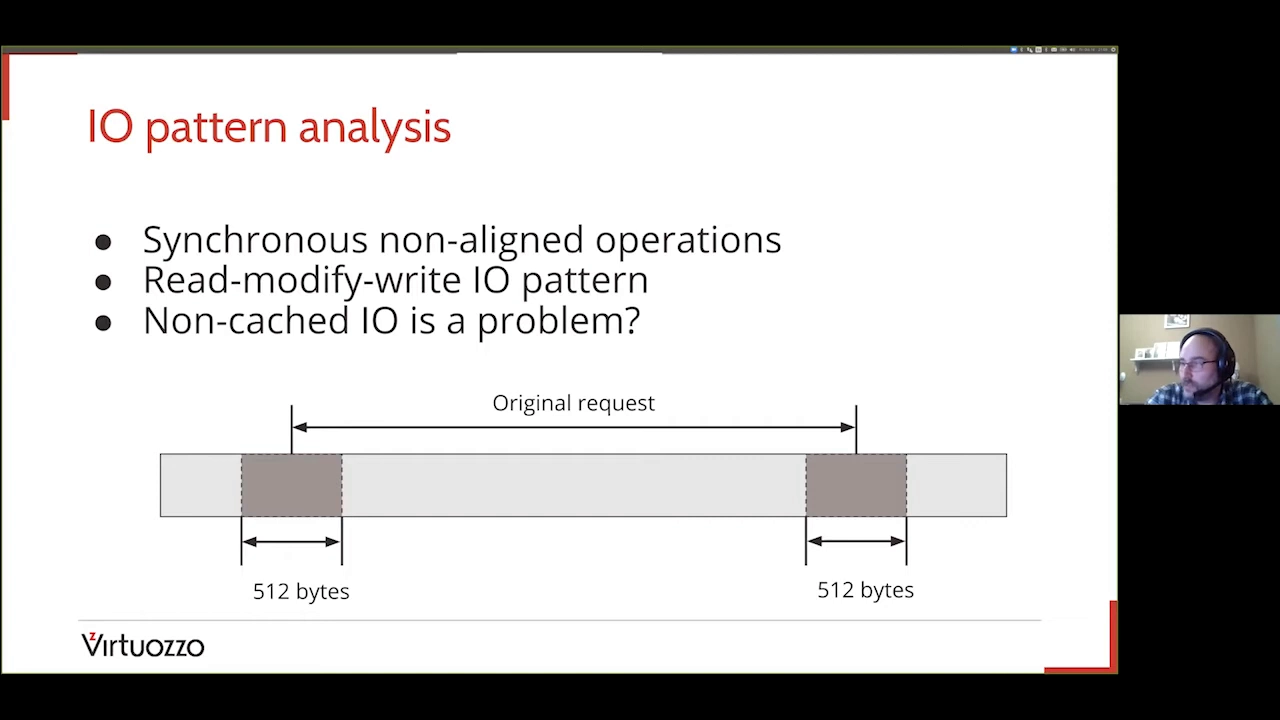 IO pattern analysis
● Synchronous non-aligned operations
● Read-modify-write IO pattern
● Non-cached IO is a problem?
Original request
512 bytes
512 bytes
Virtuozzo